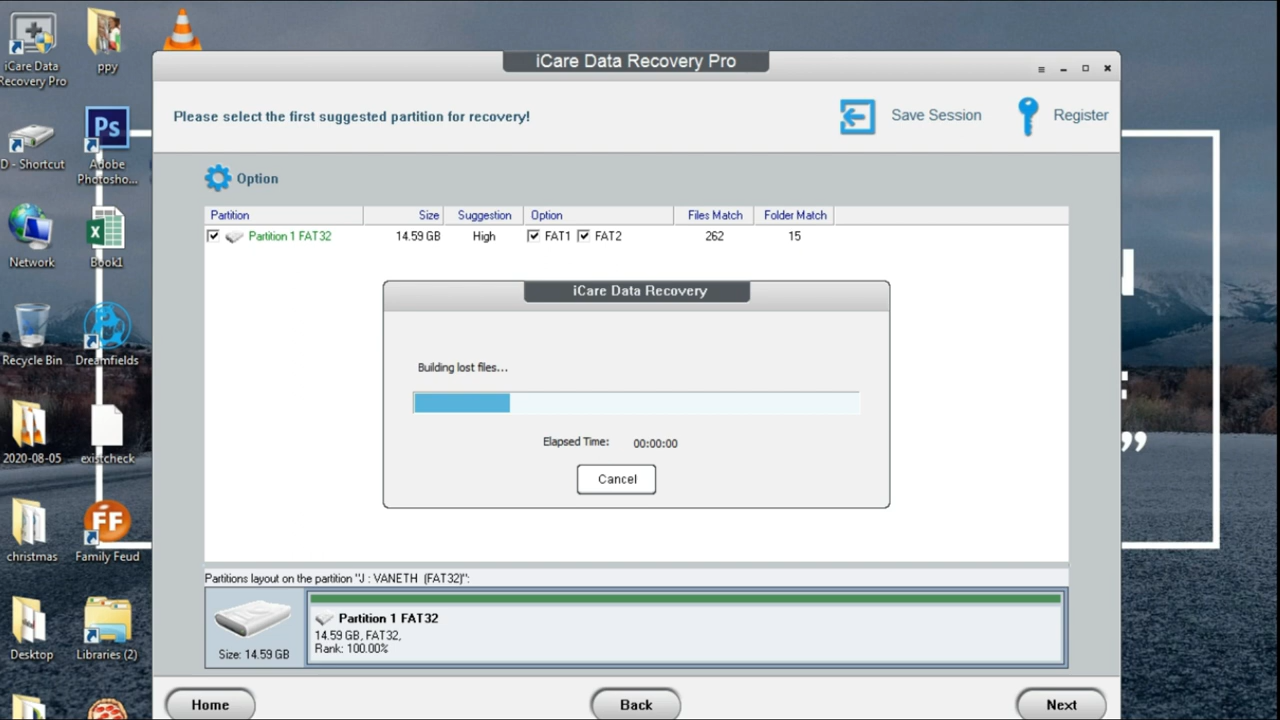 iCare Data
Recovery Pro
ppy
D - Shortcut
Ps
Adobe
Photosho...
Network
Book1
Recycle Bin
Dreamfields
2020-08-05
existcheck
christmas
FF
Family Feud
Desktop
Libraries (2)
iCare Data Recovery Pro
Please select the first suggested partition for recovery!
Save Session
Register
Option
Partition Size Suggestion Option Files Match Folder Match
Partition 1 FAT32 14.59 GB High FAT1 FAT2 262 15
iCare Data Recovery
Building lost files...
Elapsed Time: 00:00:00
Cancel
Partitions layout on the partition "J : VANETH (FAT32)":
Size: 14.59 GB
Partition 1 FAT32
14.59 GB, FAT32,
Rank: 100.00%
Home
Back
Next
”